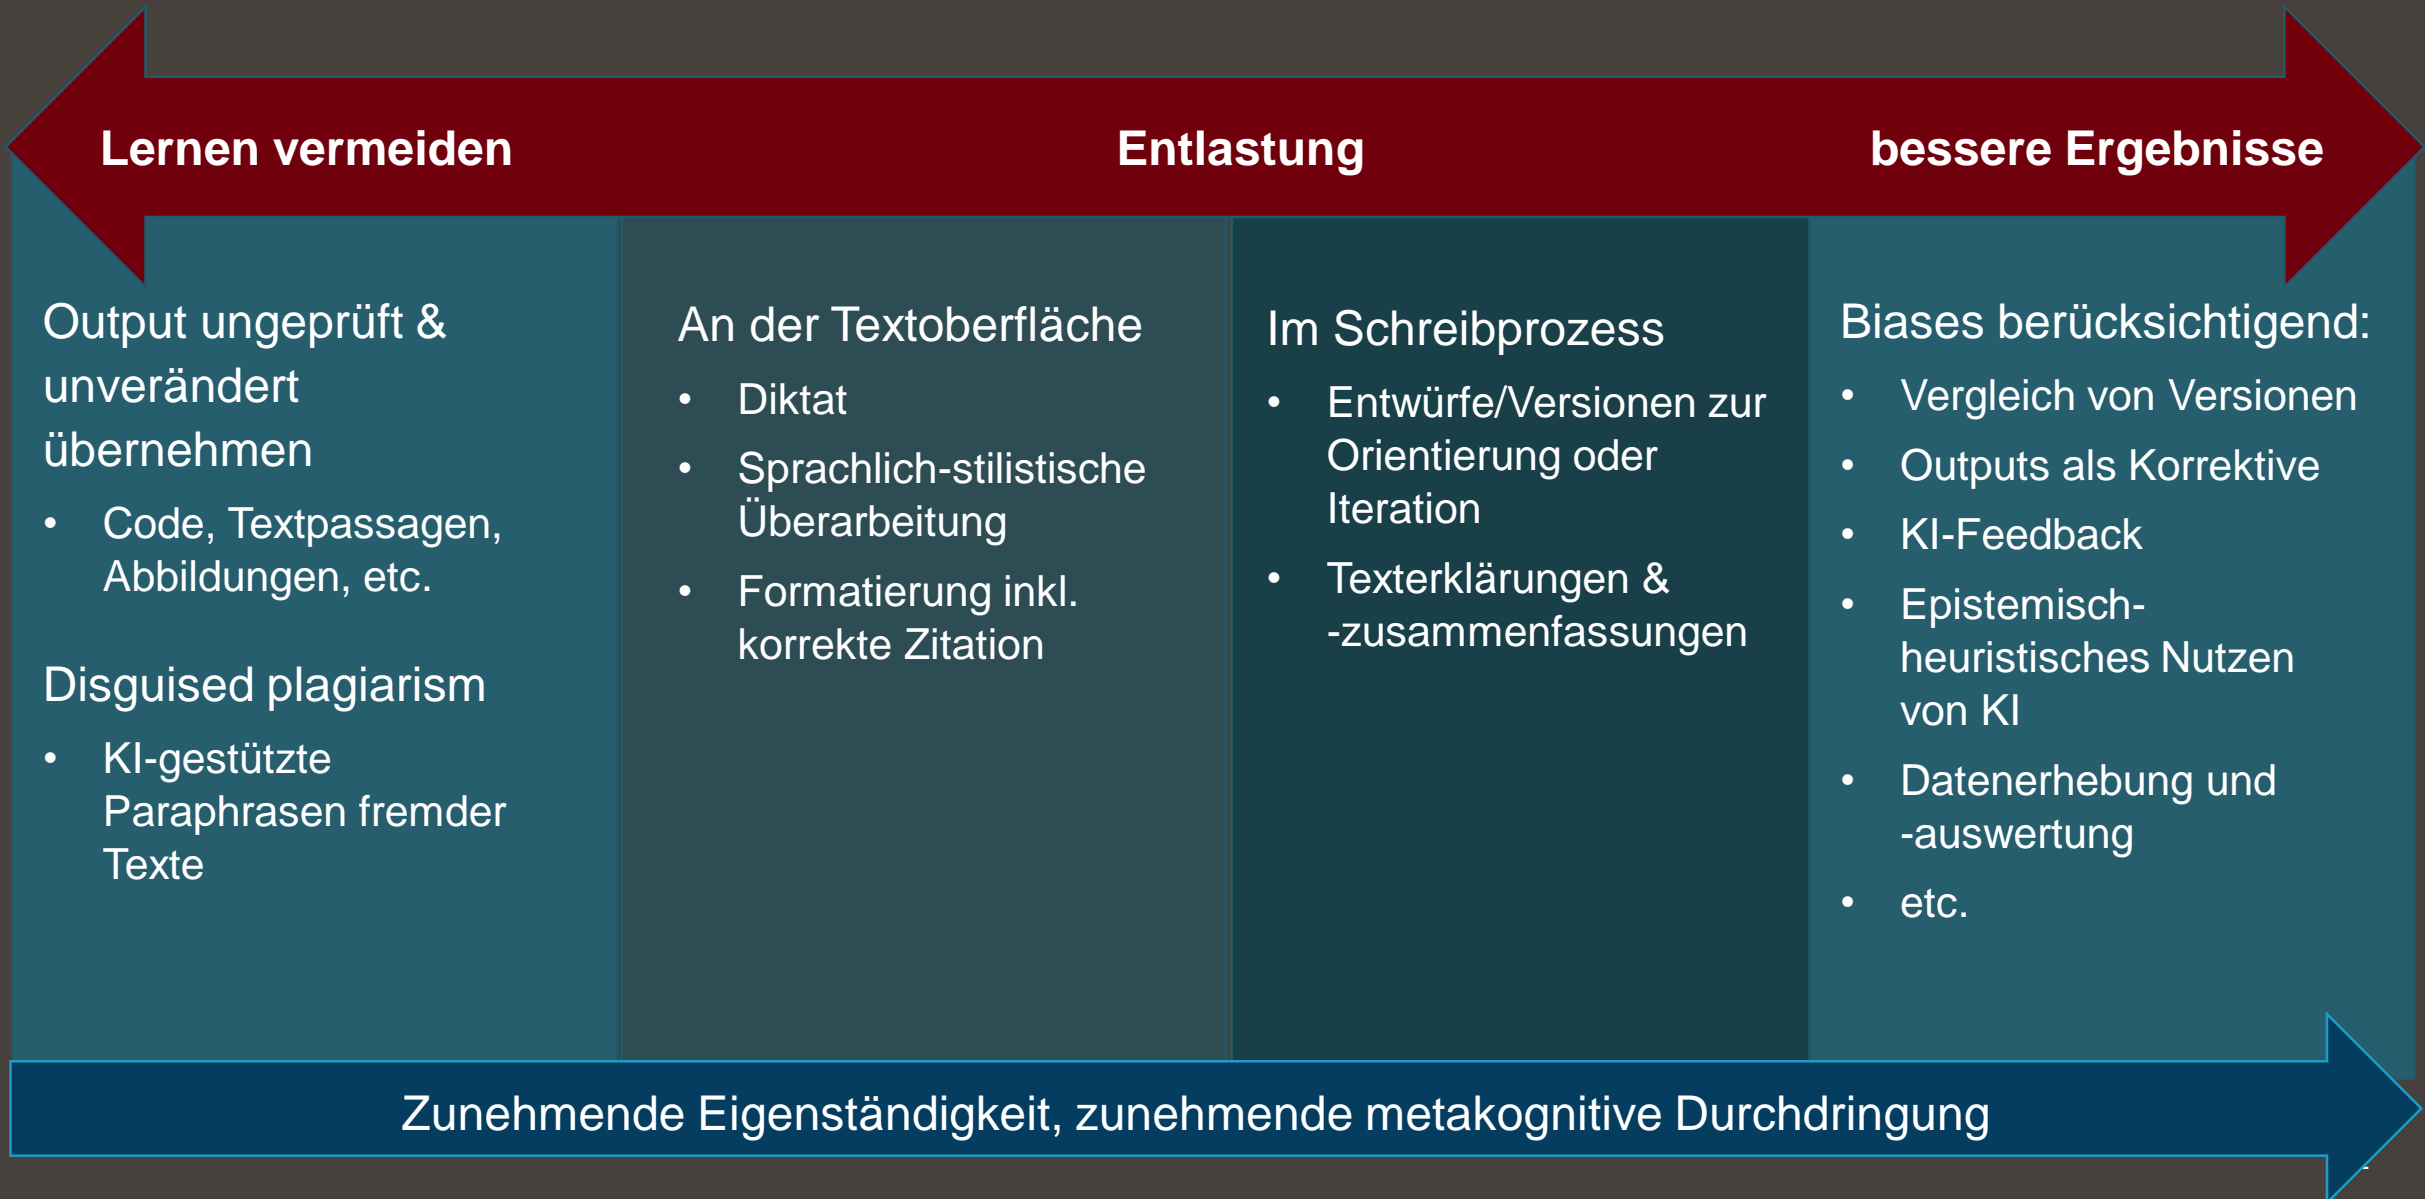 Lernen vermeiden
Entlastung
bessere Ergebnisse
Output ungeprüft &
unverändert
übernehmen
• Code, Textpassagen,
Abbildungen, etc.
Disguised plagiarism
• KI-gestützte
Paraphrasen fremder
Texte
An der Textoberfläche
• Diktat
• Sprachlich-stilistische
Überarbeitung
• Formatierung inkl.
korrekte Zitation
Im Schreibprozess
• Entwürfe/Versionen zur
Orientierung oder
Iteration
• Texterklärungen &
-zusammenfassungen
Biases berücksichtigend:
• Vergleich von Versionen
• Outputs als Korrektive
• KI-Feedback
• Epistemisch-
heuristisches Nutzen
von KI
• Datenerhebung und
-auswertung
• etc.
Zunehmende Eigenständigkeit, zunehmende metakognitive Durchdringung